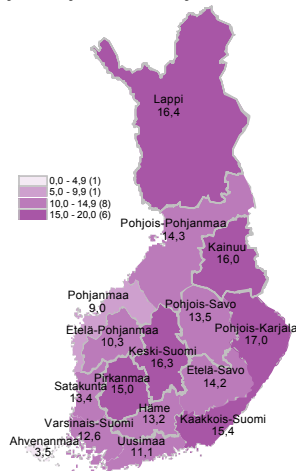 Lappi
16,4
0,0 - 4,9 (1)
5,0 - 9,9 (1)
10,0 - 14,9 (8)
15,0 - 20,0 (6)
Pohjois-Pohjanmaa
14,3
Kainuu
16,0
Pohjanmaa
9,0
Pohjois-Savo
13,5
Etelä-Pohjanmaa
10,3
Pohjois-Karjala
17,0
Keski-Suomi
16,3
Etelä-Savo
14,2
Pirkanmaa
15,0
Satakunta
13,4
Häme
13,2
Kaakkois-Suomi
15,4
Varsinais-Suomi
12,6
Uusimaa
11,1
Ahvenanmaa
3,5